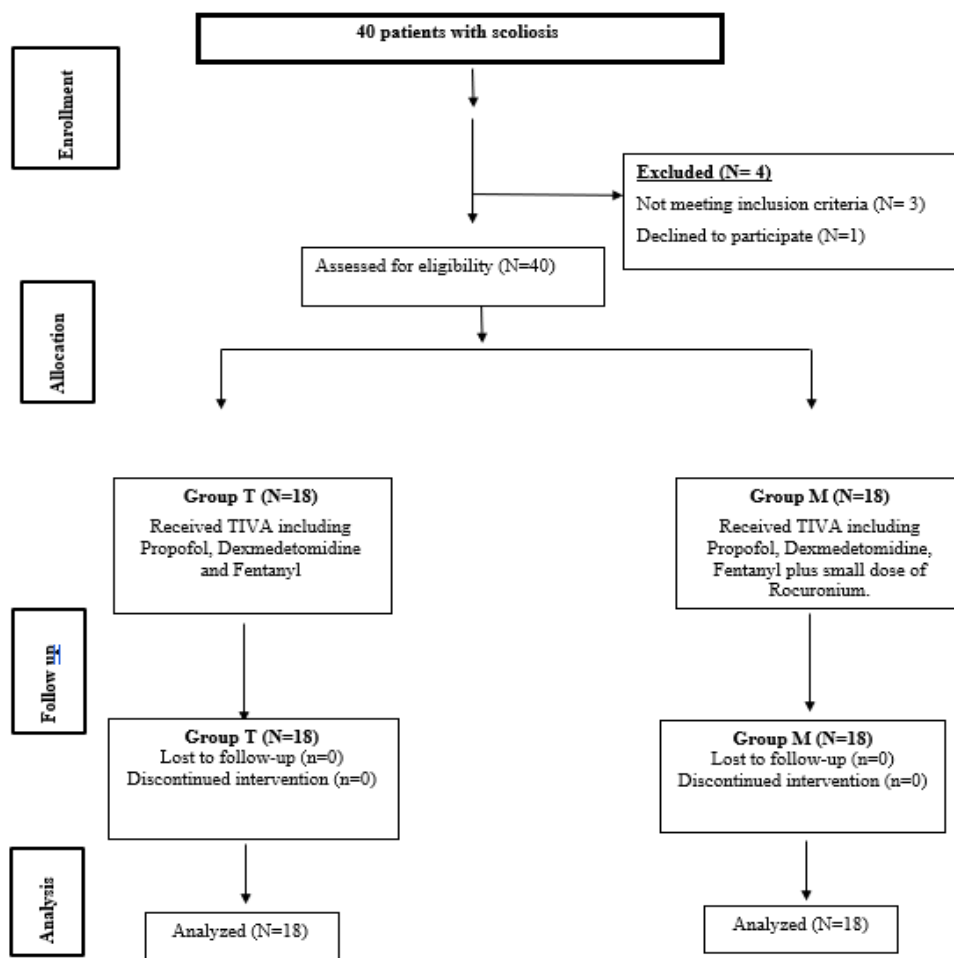 40 patients with scoliosis
Enrollment
Excluded (N= 4)
Not meeting inclusion criteria (N= 3)
Declined to participate (N=1)
Assessed for eligibility (N=40)
Allocation
Group T (N=18)
Received TIVA including
Propofol, Dexmedetomidine
and Fentanyl
Group M (N=18)
Received TIVA including
Propofol, Dexmedetomidine,
Fentanyl plus small dose of
Rocuronium.
Follow up
Group T (N=18)
Lost to follow-up (n=0)
Discontinued intervention (n=0)
Group M (N=18)
Lost to follow-up (n=0)
Discontinued intervention (n=0)
Analysis
Analyzed (N=18)
Analyzed (N=18)